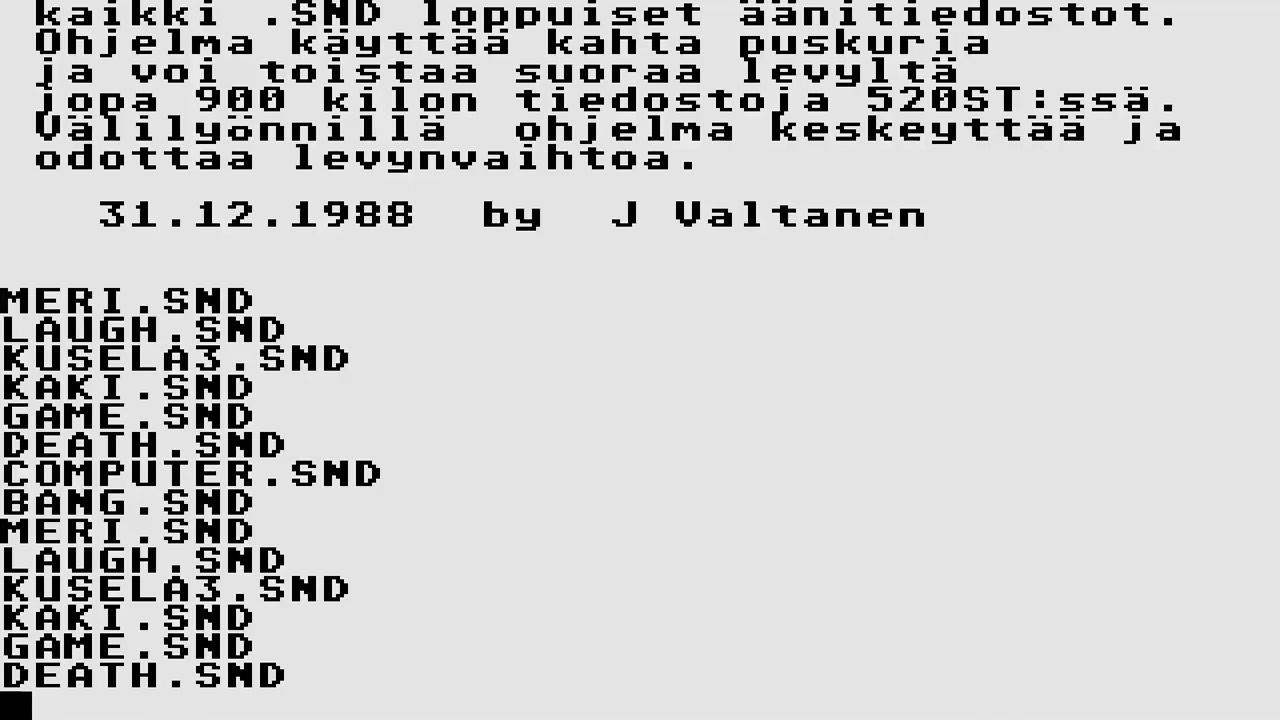 kaikki .SND loppuiset äänitiedostot.
Ohjelma käyttää kahta puskuria
ja voi toistaa suoraa levyltä
jopa 900 kilon tiedostoja 520ST:ssä.
Välilyönnillä ohjelma keskeyttää ja
odottaa levynvaihtoa.
31.12.1988 by J Valtanen
MERI.SND
LAUGH.SND
KUSELA3.SND
KAKI.SND
GAME.SND
DEATH.SND
COMPUTER.SND
BANG.SND
MERI.SND
LAUGH.SND
KUSELA3.SND
KAKI.SND
GAME.SND
DEATH.SND